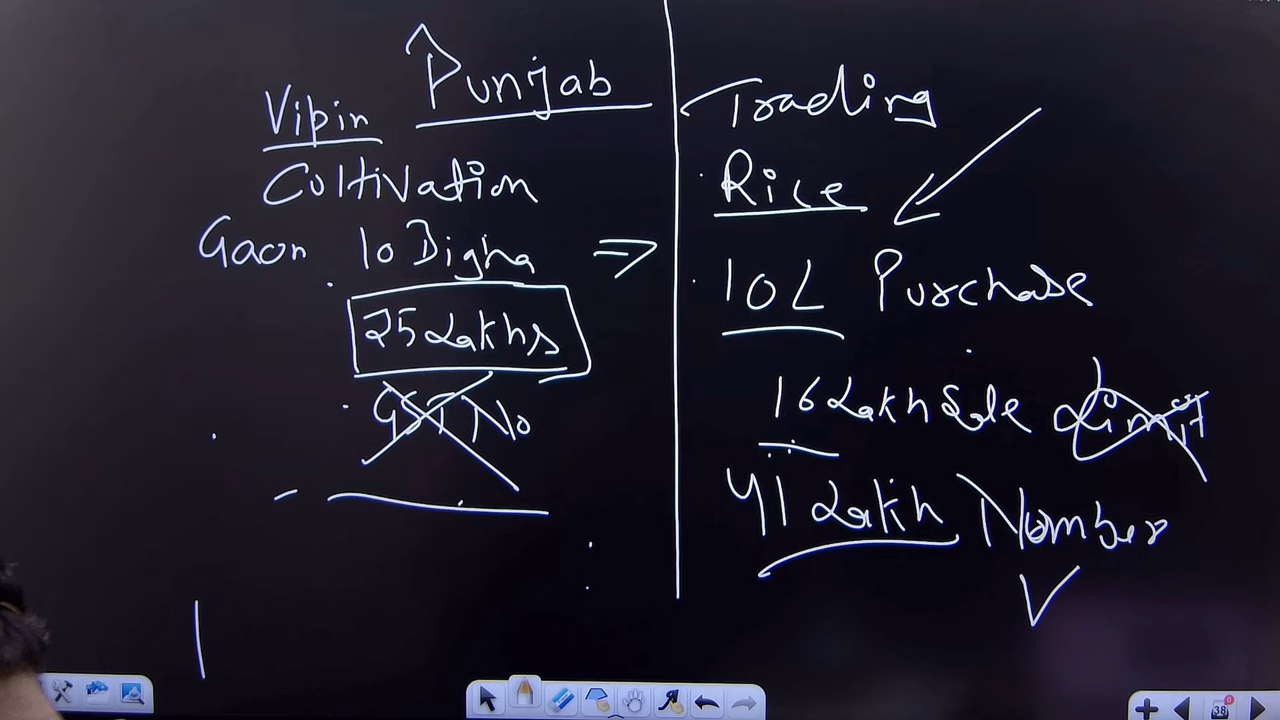 Punjab
Vipin
Cultivation
Gaon 10 Bigha ⇒
25 Lakhs
GST No
Trading
Rice
10 L Purchase
16 Lakh Sale Limit
41 Lakh Number
38